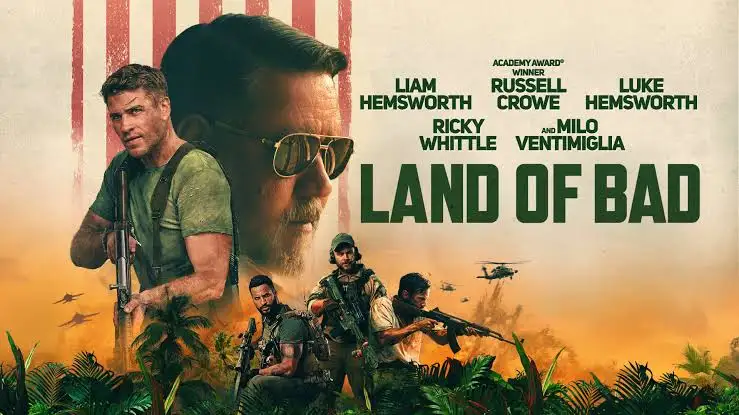 ACADEMY AWARD® WINNER
LIAM HEMSWORTH
RUSSELL CROWE
LUKE HEMSWORTH
RICKY WHITTLE
AND MILO VENTIMIGLIA
LAND OF BAD